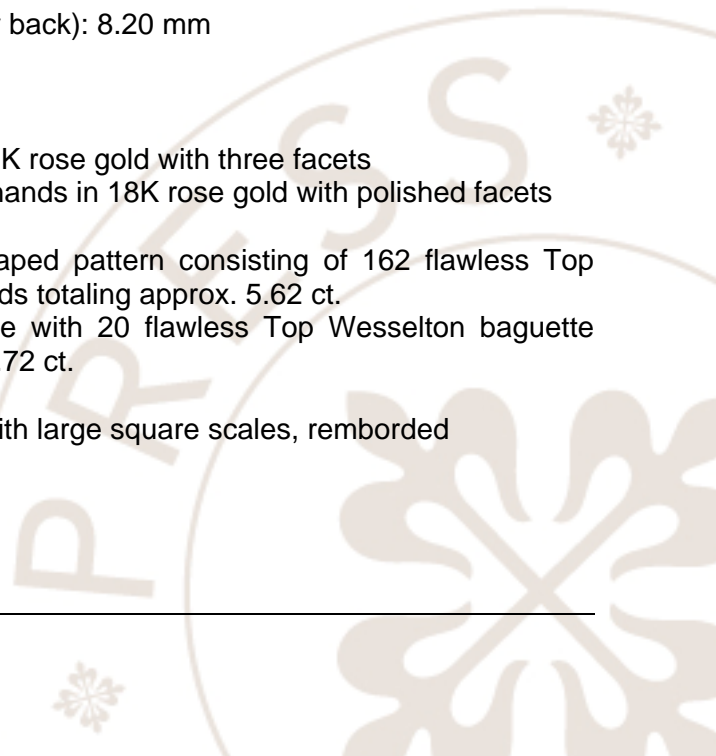 back): 8.20 mm
K rose gold with three facets
hands in 18K rose gold with polished facets
aped pattern consisting of 162 flawless Top
ds totaling approx. 5.62 ct.
e with 20 flawless Top Wesselton baguette
.72 ct.
ith large square scales, remborded
PRESS